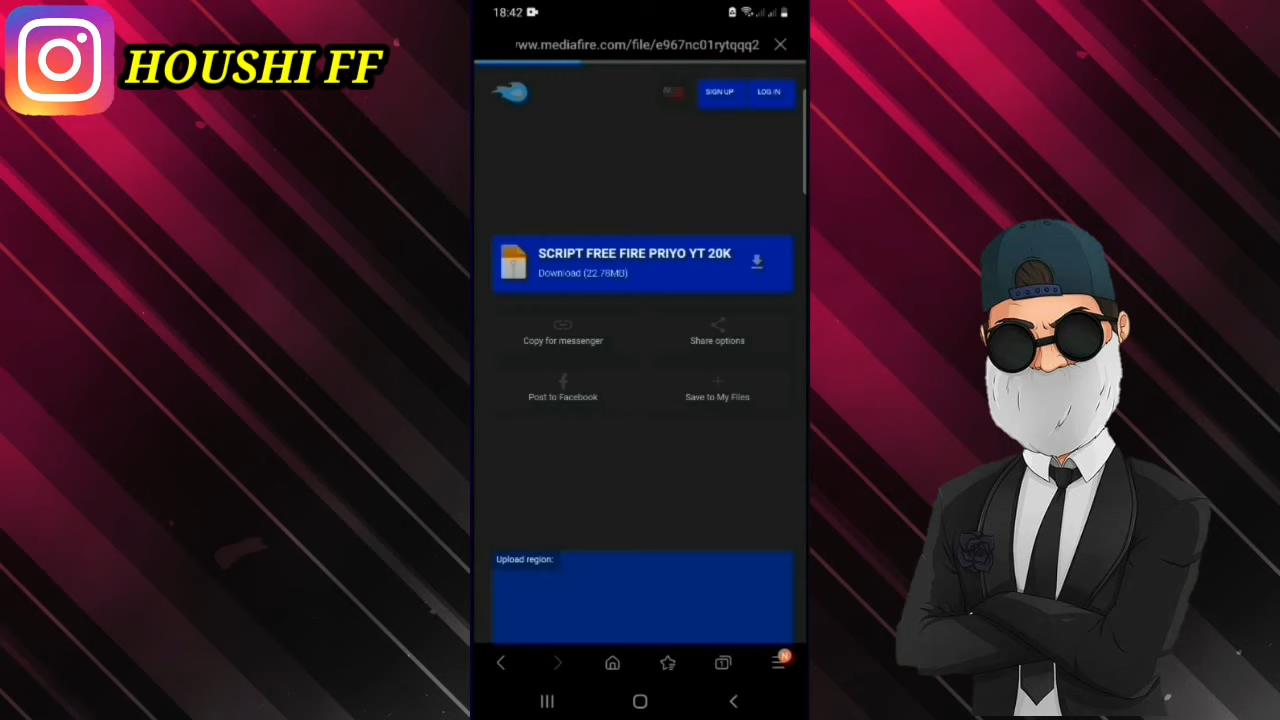 HOUSHI FF
18:42
ww.mediafire.com/file/e967nc01rytqqq2
SIGN UP
LOG IN
SCRIPT FREE FIRE PRIYO YT 20K
Download (22.78MB)
Copy for messenger
Share options
Post to Facebook
Save to My Files
Upload region:
1
N